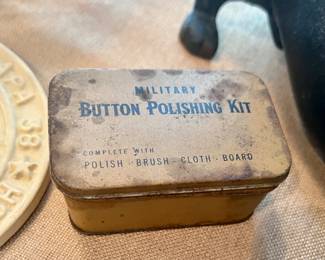 MILITARY
BUTTON POLISHING KIT
COMPLETE WITH
POLISH - BRUSH - CLOTH - BOARD